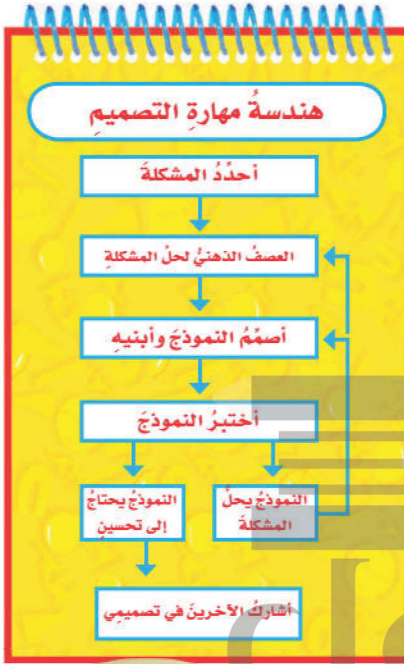 هندسةُ مهارةِ التصميمِ
أحدِّدُ المشكلةَ
العصفُ الذهنيُّ لحلِّ المشكلةِ
أصمِّمُ النموذجَ وأبنيهِ
أختبرُ النموذجَ
النموذجُ يحلُّ
المشكلةَ
النموذجُ يحتاجُ
إلى تحسينٍ
أشاركُ الآخرينَ في تصميمِي